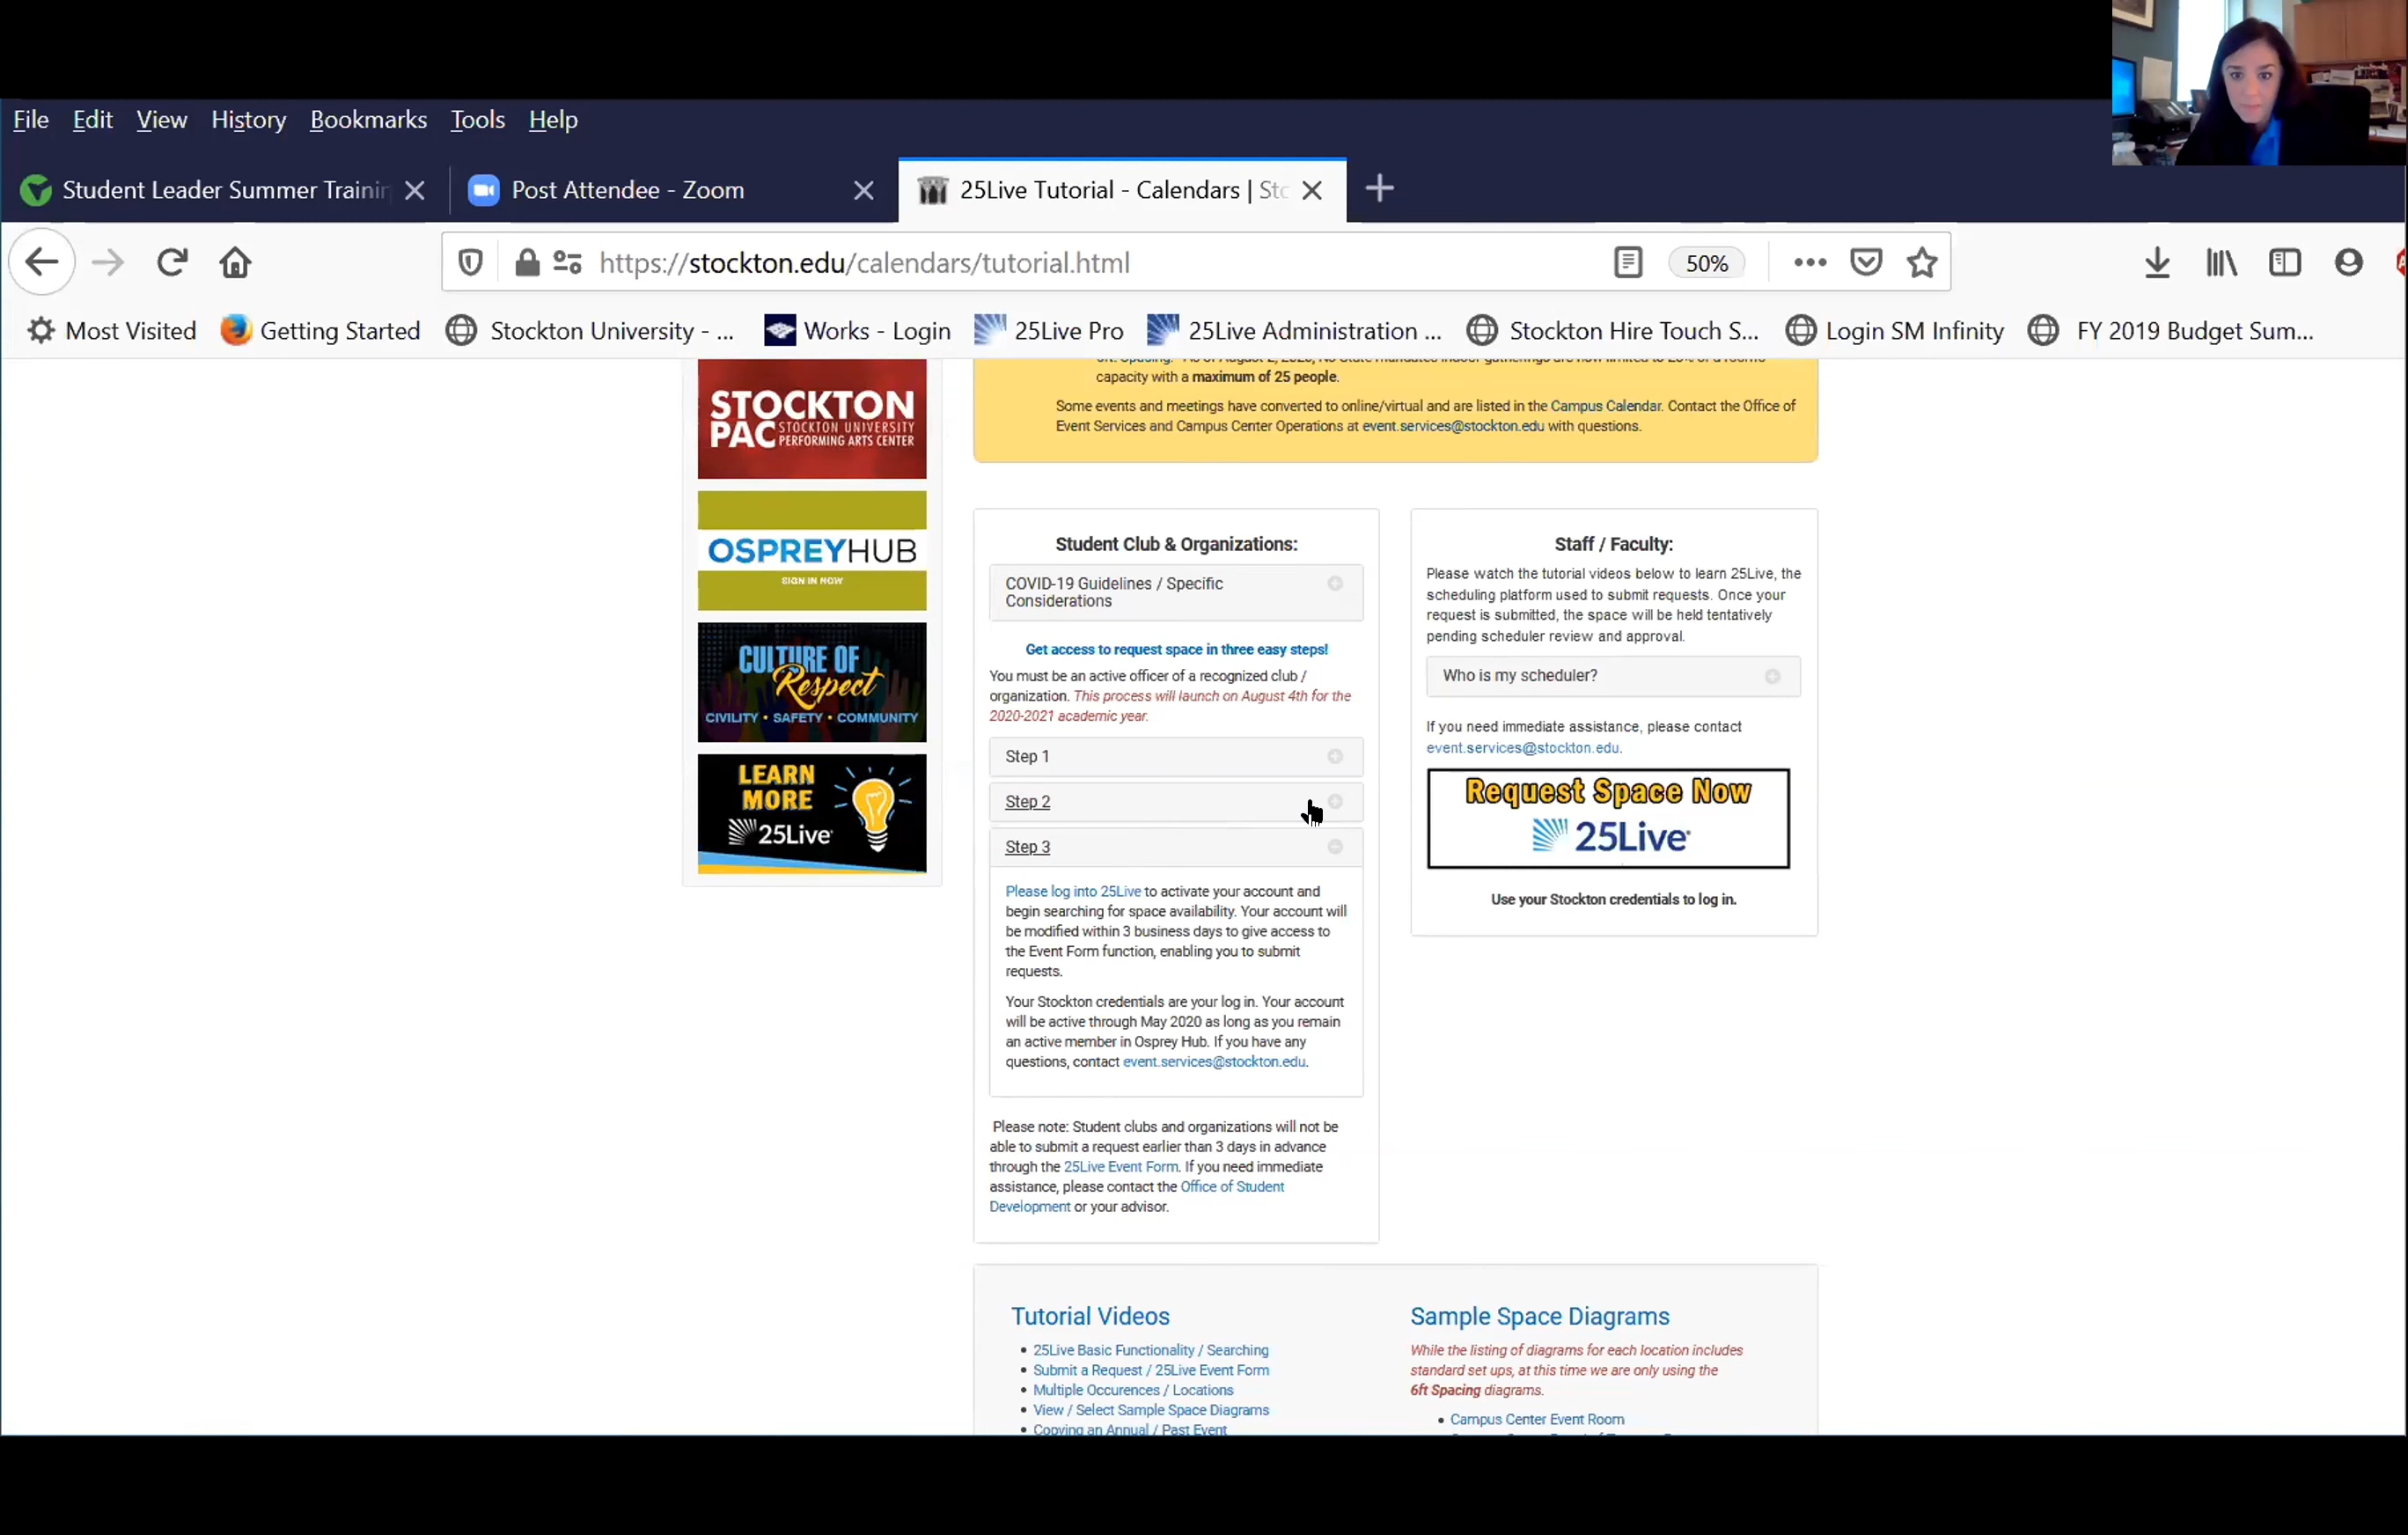 File Edit View History Bookmarks Tools Help
Student Leader Summer Trainin
Post Attendee - Zoom
25Live Tutorial - Calendars | Sto
https://stockton.edu/calendars/tutorial.html
50%
Most Visited
Getting Started
Stockton University - ...
Works - Login
25Live Pro
25Live Administration ...
Stockton Hire Touch S...
Login SM Infinity
FY 2019 Budget Sum...
STOCKTON
PAC STOCKTON UNIVERSITY
PERFORMING ARTS CENTER
OSPREYHUB
SIGN IN NOW
CULTURE OF
Respect
CIVILITY • SAFETY • COMMUNITY
LEARN
MORE
25Live
capacity with a maximum of 25 people.
Some events and meetings have converted to online/virtual and are listed in the Campus Calendar. Contact the Office of
Event Services and Campus Center Operations at event.services@stockton.edu with questions.
Student Club & Organizations:
COVID-19 Guidelines / Specific
Considerations
Get access to request space in three easy steps!
You must be an active officer of a recognized club /
organization. This process will launch on August 4th for the
2020-2021 academic year.
Step 1
Step 2
Step 3
Please log into 25Live to activate your account and
begin searching for space availability. Your account will
be modified within 3 business days to give access to
the Event Form function, enabling you to submit
requests.
Your Stockton credentials are your log in. Your account
will be active through May 2020 as long as you remain
an active member in Osprey Hub. If you have any
questions, contact event.services@stockton.edu.
Please note: Student clubs and organizations will not be
able to submit a request earlier than 3 days in advance
through the 25Live Event Form. If you need immediate
assistance, please contact the Office of Student
Development or your advisor.
Staff / Faculty:
Please watch the tutorial videos below to learn 25Live, the
scheduling platform used to submit requests. Once your
request is submitted, the space will be held tentatively
pending scheduler review and approval.
Who is my scheduler?
If you need immediate assistance, please contact
event.services@stockton.edu.
Request Space Now
25Live
Use your Stockton credentials to log in.
Tutorial Videos
• 25Live Basic Functionality / Searching
• Submit a Request / 25Live Event Form
• Multiple Occurences / Locations
• View / Select Sample Space Diagrams
• Copying an Annual / Past Event
Sample Space Diagrams
While the listing of diagrams for each location includes
standard set ups, at this time we are only using the
6ft Spacing diagrams.
• Campus Center Event Room